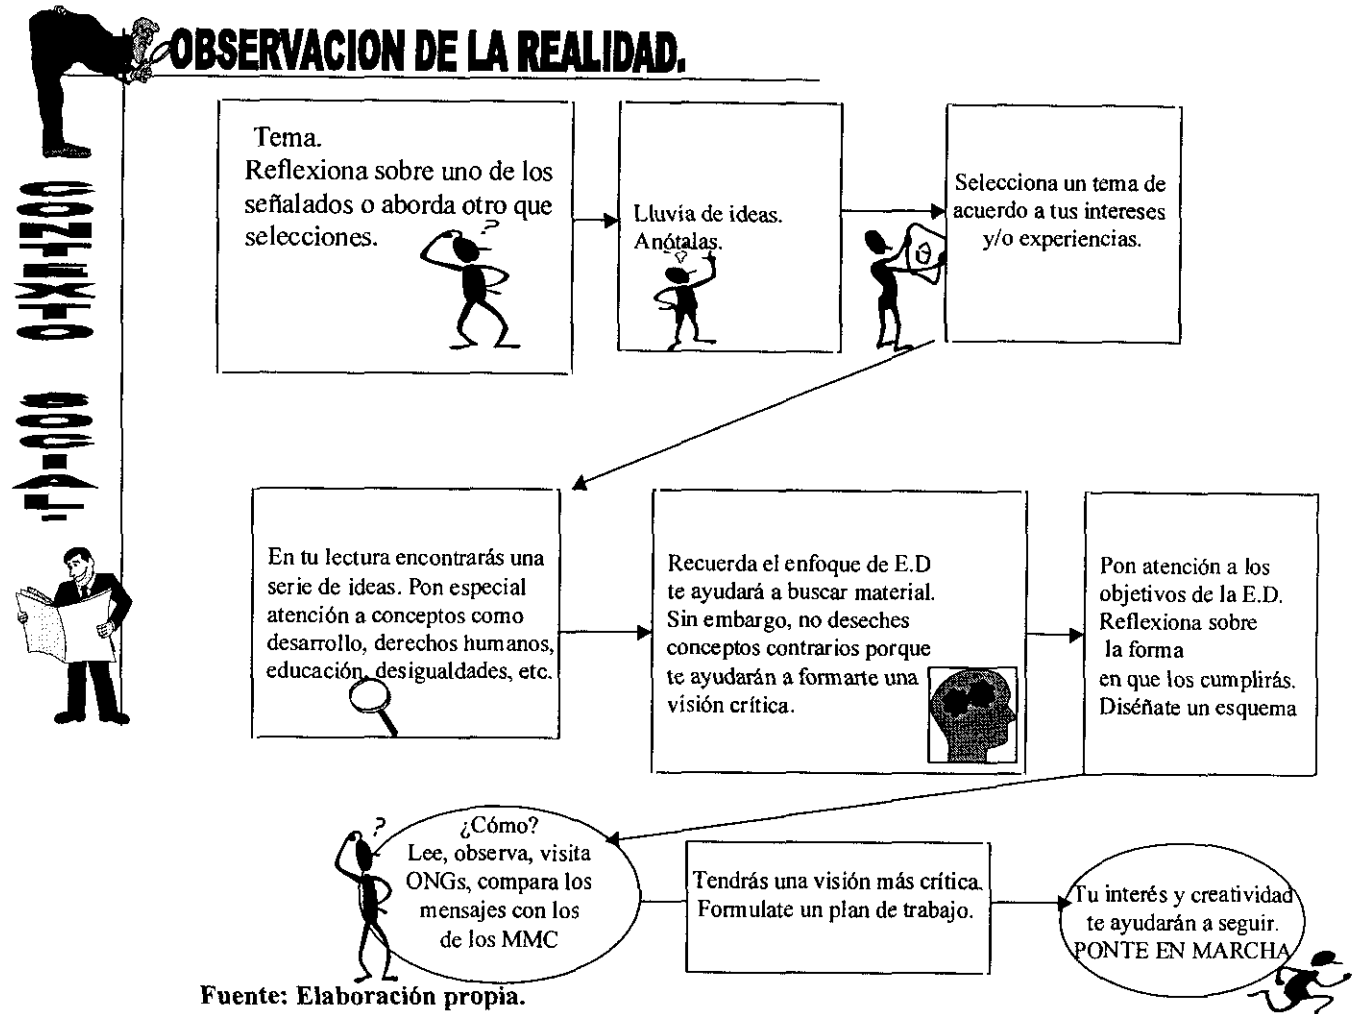 OBSERVACION DE LA REALIDAD.
CONTEXTO SOCIAL
Tema.
Reflexiona sobre uno de los
señalados o aborda otro que
selecciones.
Lluvia de ideas.
Anótalas.
Selecciona un tema de
acuerdo a tus intereses
y/o experiencias.
En tu lectura encontrarás una
serie de ideas. Pon especial
atención a conceptos como
desarrollo, derechos humanos,
educación, desigualdades, etc.
Recuerda el enfoque de E.D
te ayudará a buscar material.
Sin embargo, no deseches
conceptos contrarios porque
te ayudarán a formarte una
visión crítica.
Pon atención a los
objetivos de la E.D.
Reflexiona sobre
la forma
en que los cumplirás.
Diséñate un esquema
?
¿Cómo?
Lee, observa, visita
ONGs, compara los
mensajes con los
de los MMC
?
Tendrás una visión más crítica.
Formulate un plan de trabajo.
Tu interés y creatividad
te ayudarán a seguir.
PONTE EN MARCHA
Fuente: Elaboración propia.